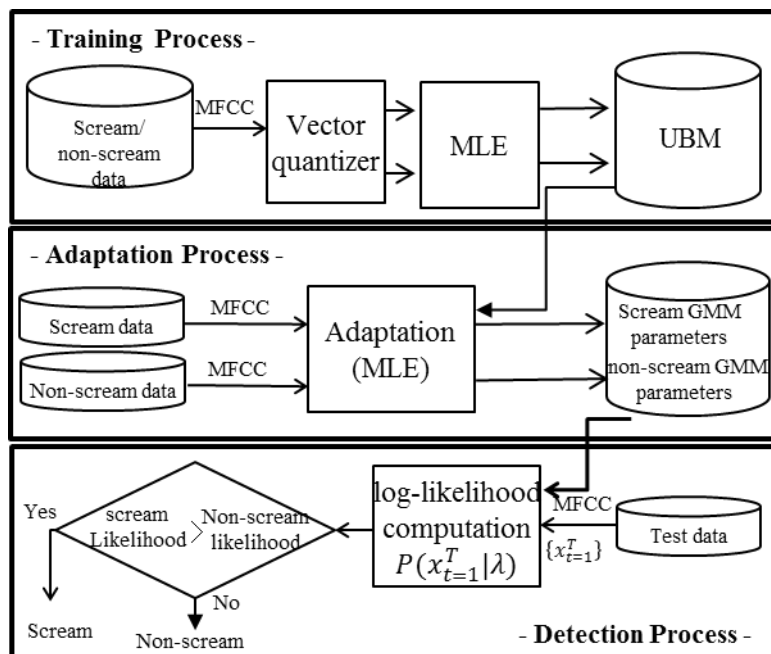 - Training Process -
Scream/
non-scream
data
MFCC
Vector
quantizer
MLE
UBM
- Adaptation Process -
Scream data
MFCC
Non-scream data
MFCC
Adaptation
(MLE)
Scream GMM
parameters
non-scream GMM
parameters
Yes
scream
Likelihood
>
Non-scream
likelihood
No
Scream
Non-scream
log-likelihood
computation
P(x_{t=1}^T|λ)
MFCC
{x_{t=1}^T}
Test data
- Detection Process -